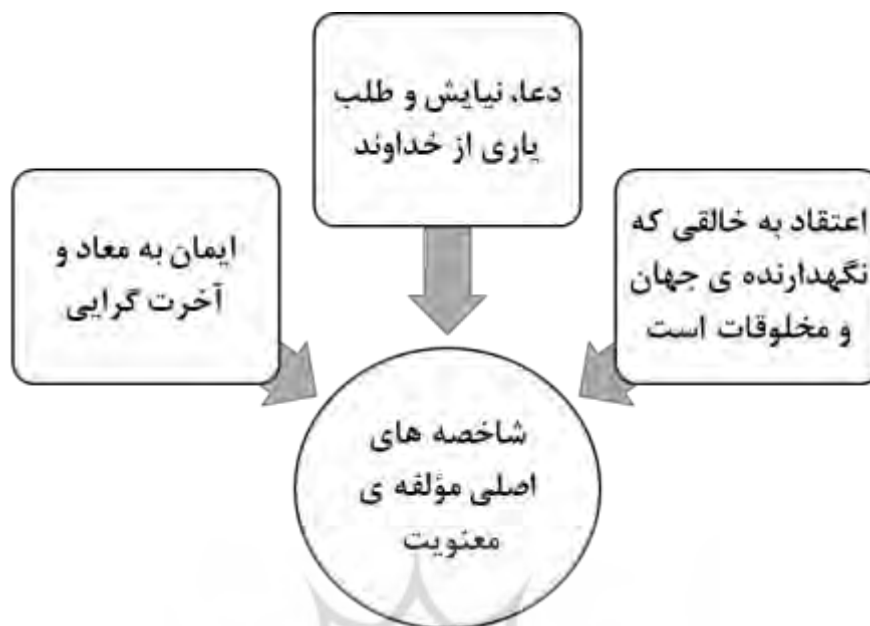 دعا، نیایش و طلب
یاری از خداوند
اعتقاد به خالقی که
نگهدارنده ی جهان
و مخلوقات است
ایمان به معاد و
آخرت گرایی
شاخصه های
اصلی مؤلفه ی
معنویت